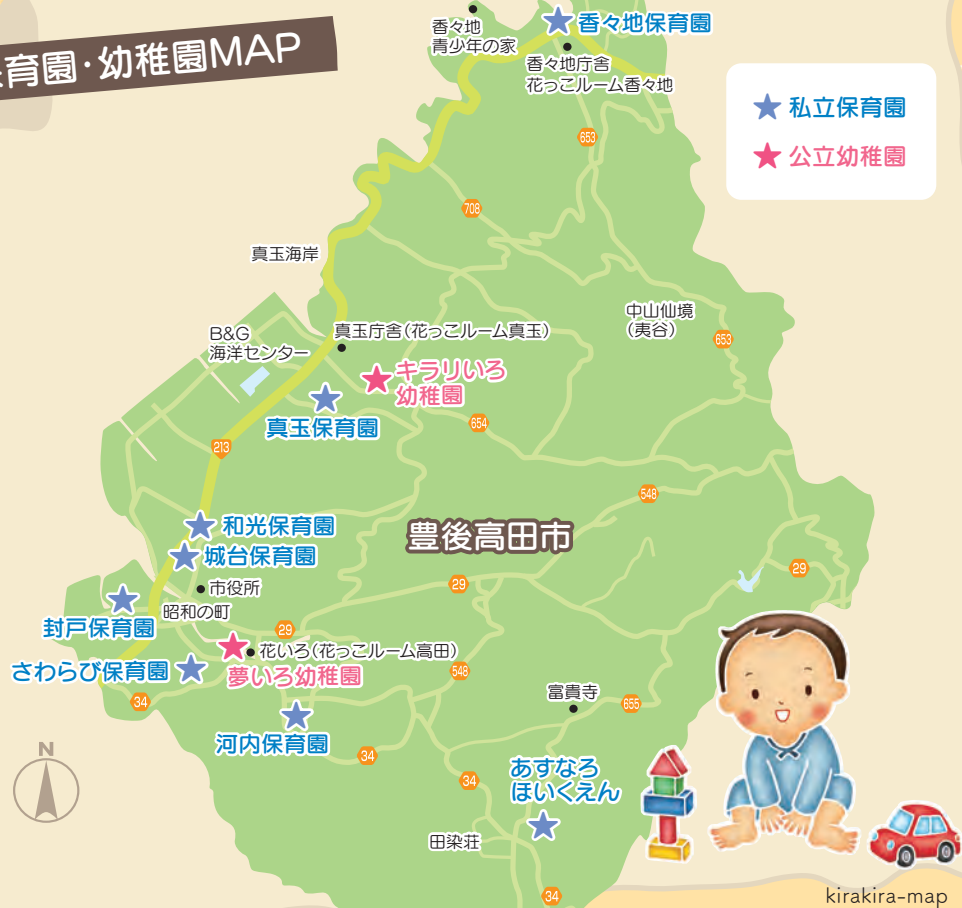 育園・幼稚園MAP
香々地
青少年の家
香々地保育園
香々地庁舎
花っこルーム香々地
私立保育園
公立幼稚園
653
708
真玉海岸
中山仙境
(夷谷)
653
B&G
海洋センター
真玉庁舎(花っこルーム真玉)
キラリいろ
幼稚園
真玉保育園
654
213
548
和光保育園
豊後高田市
城台保育園
29
29
市役所
昭和の町
封戸保育園
29
花いろ(花っこルーム高田)
さわらび保育園
夢いろ幼稚園
548
富貴寺
655
34
河内保育園
34
あすなろ
ほいくえん
34
田染荘
34
N
kirakira-map